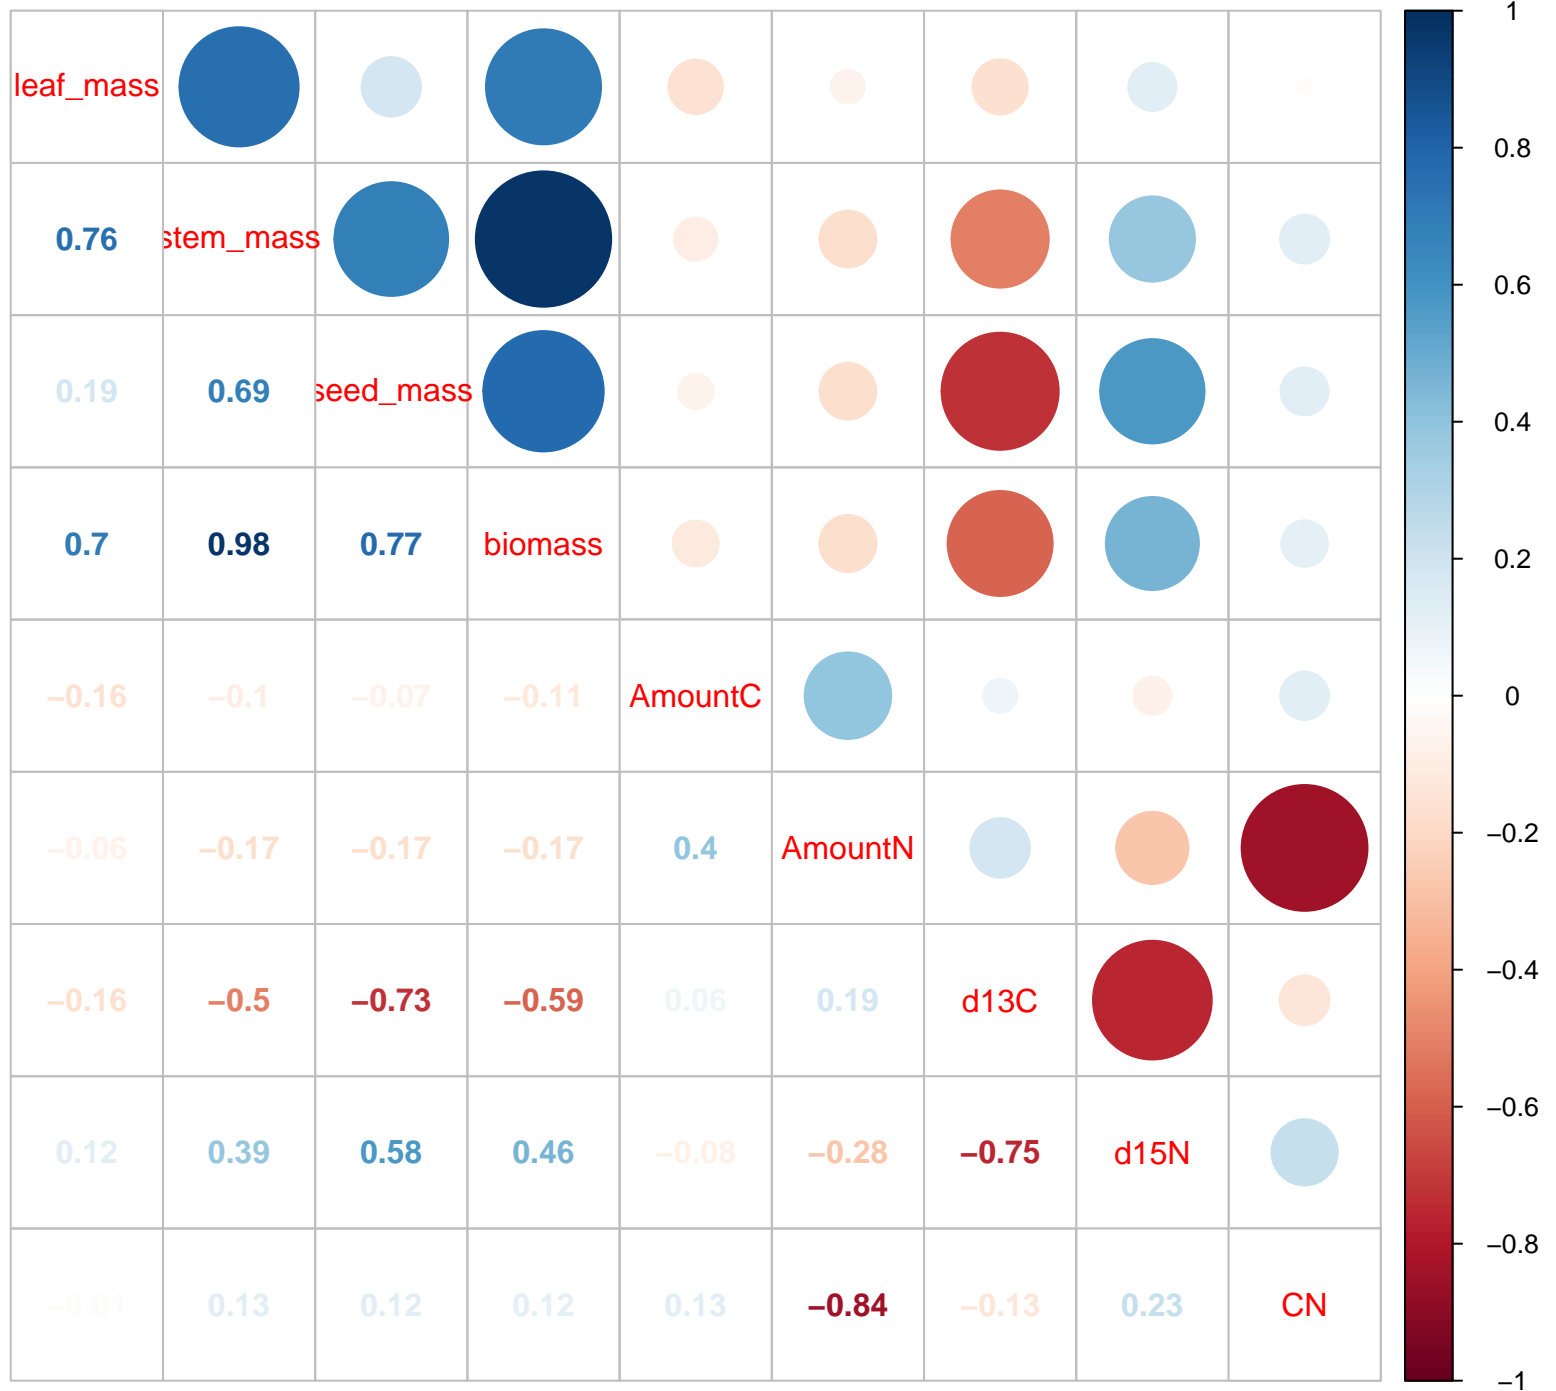 leaf_mass
0.76 stem_mass
0.19 0.69 seed_mass
0.7 0.98 0.77 biomass
−0.16 −0.1 −0.07 −0.11 AmountC
−0.06 −0.17 −0.17 −0.17 0.4 AmountN
−0.16 −0.5 −0.73 −0.59 0.06 0.19 d13C
0.12 0.39 0.58 0.46 −0.08 −0.28 −0.75 d15N
−0.01 0.13 0.12 0.12 0.13 −0.84 −0.13 0.23 CN
1
0.8
0.6
0.4
0.2
0
−0.2
−0.4
−0.6
−0.8
−1